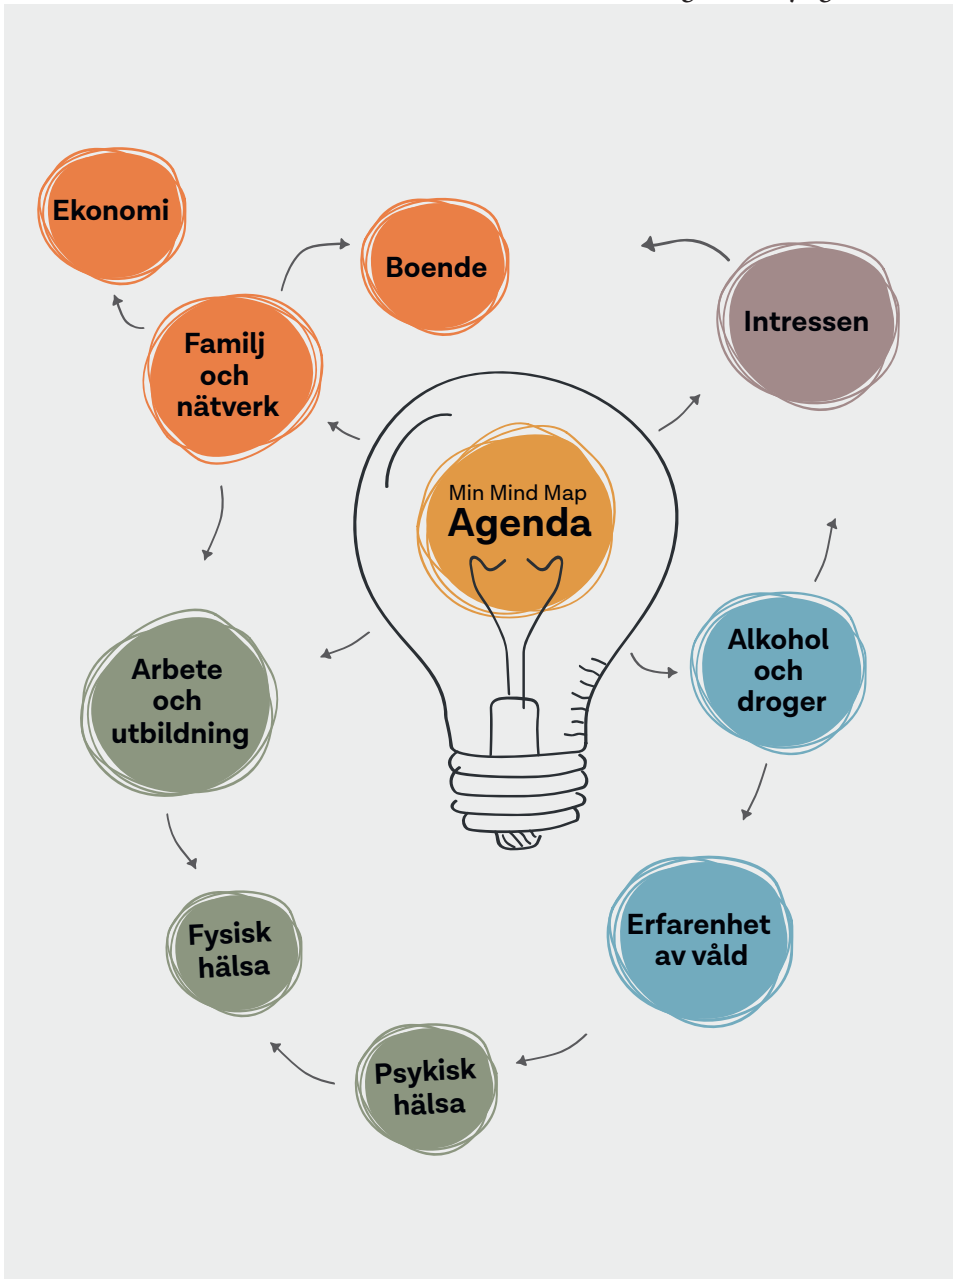 Ekonomi
Boende
Intressen
Familj
och
nätverk
Min Mind Map
Agenda
Arbete
och
utbildning
Alkohol
och
droger
Fysisk
hälsa
Erfarenhet
av våld
Psykisk
hälsa